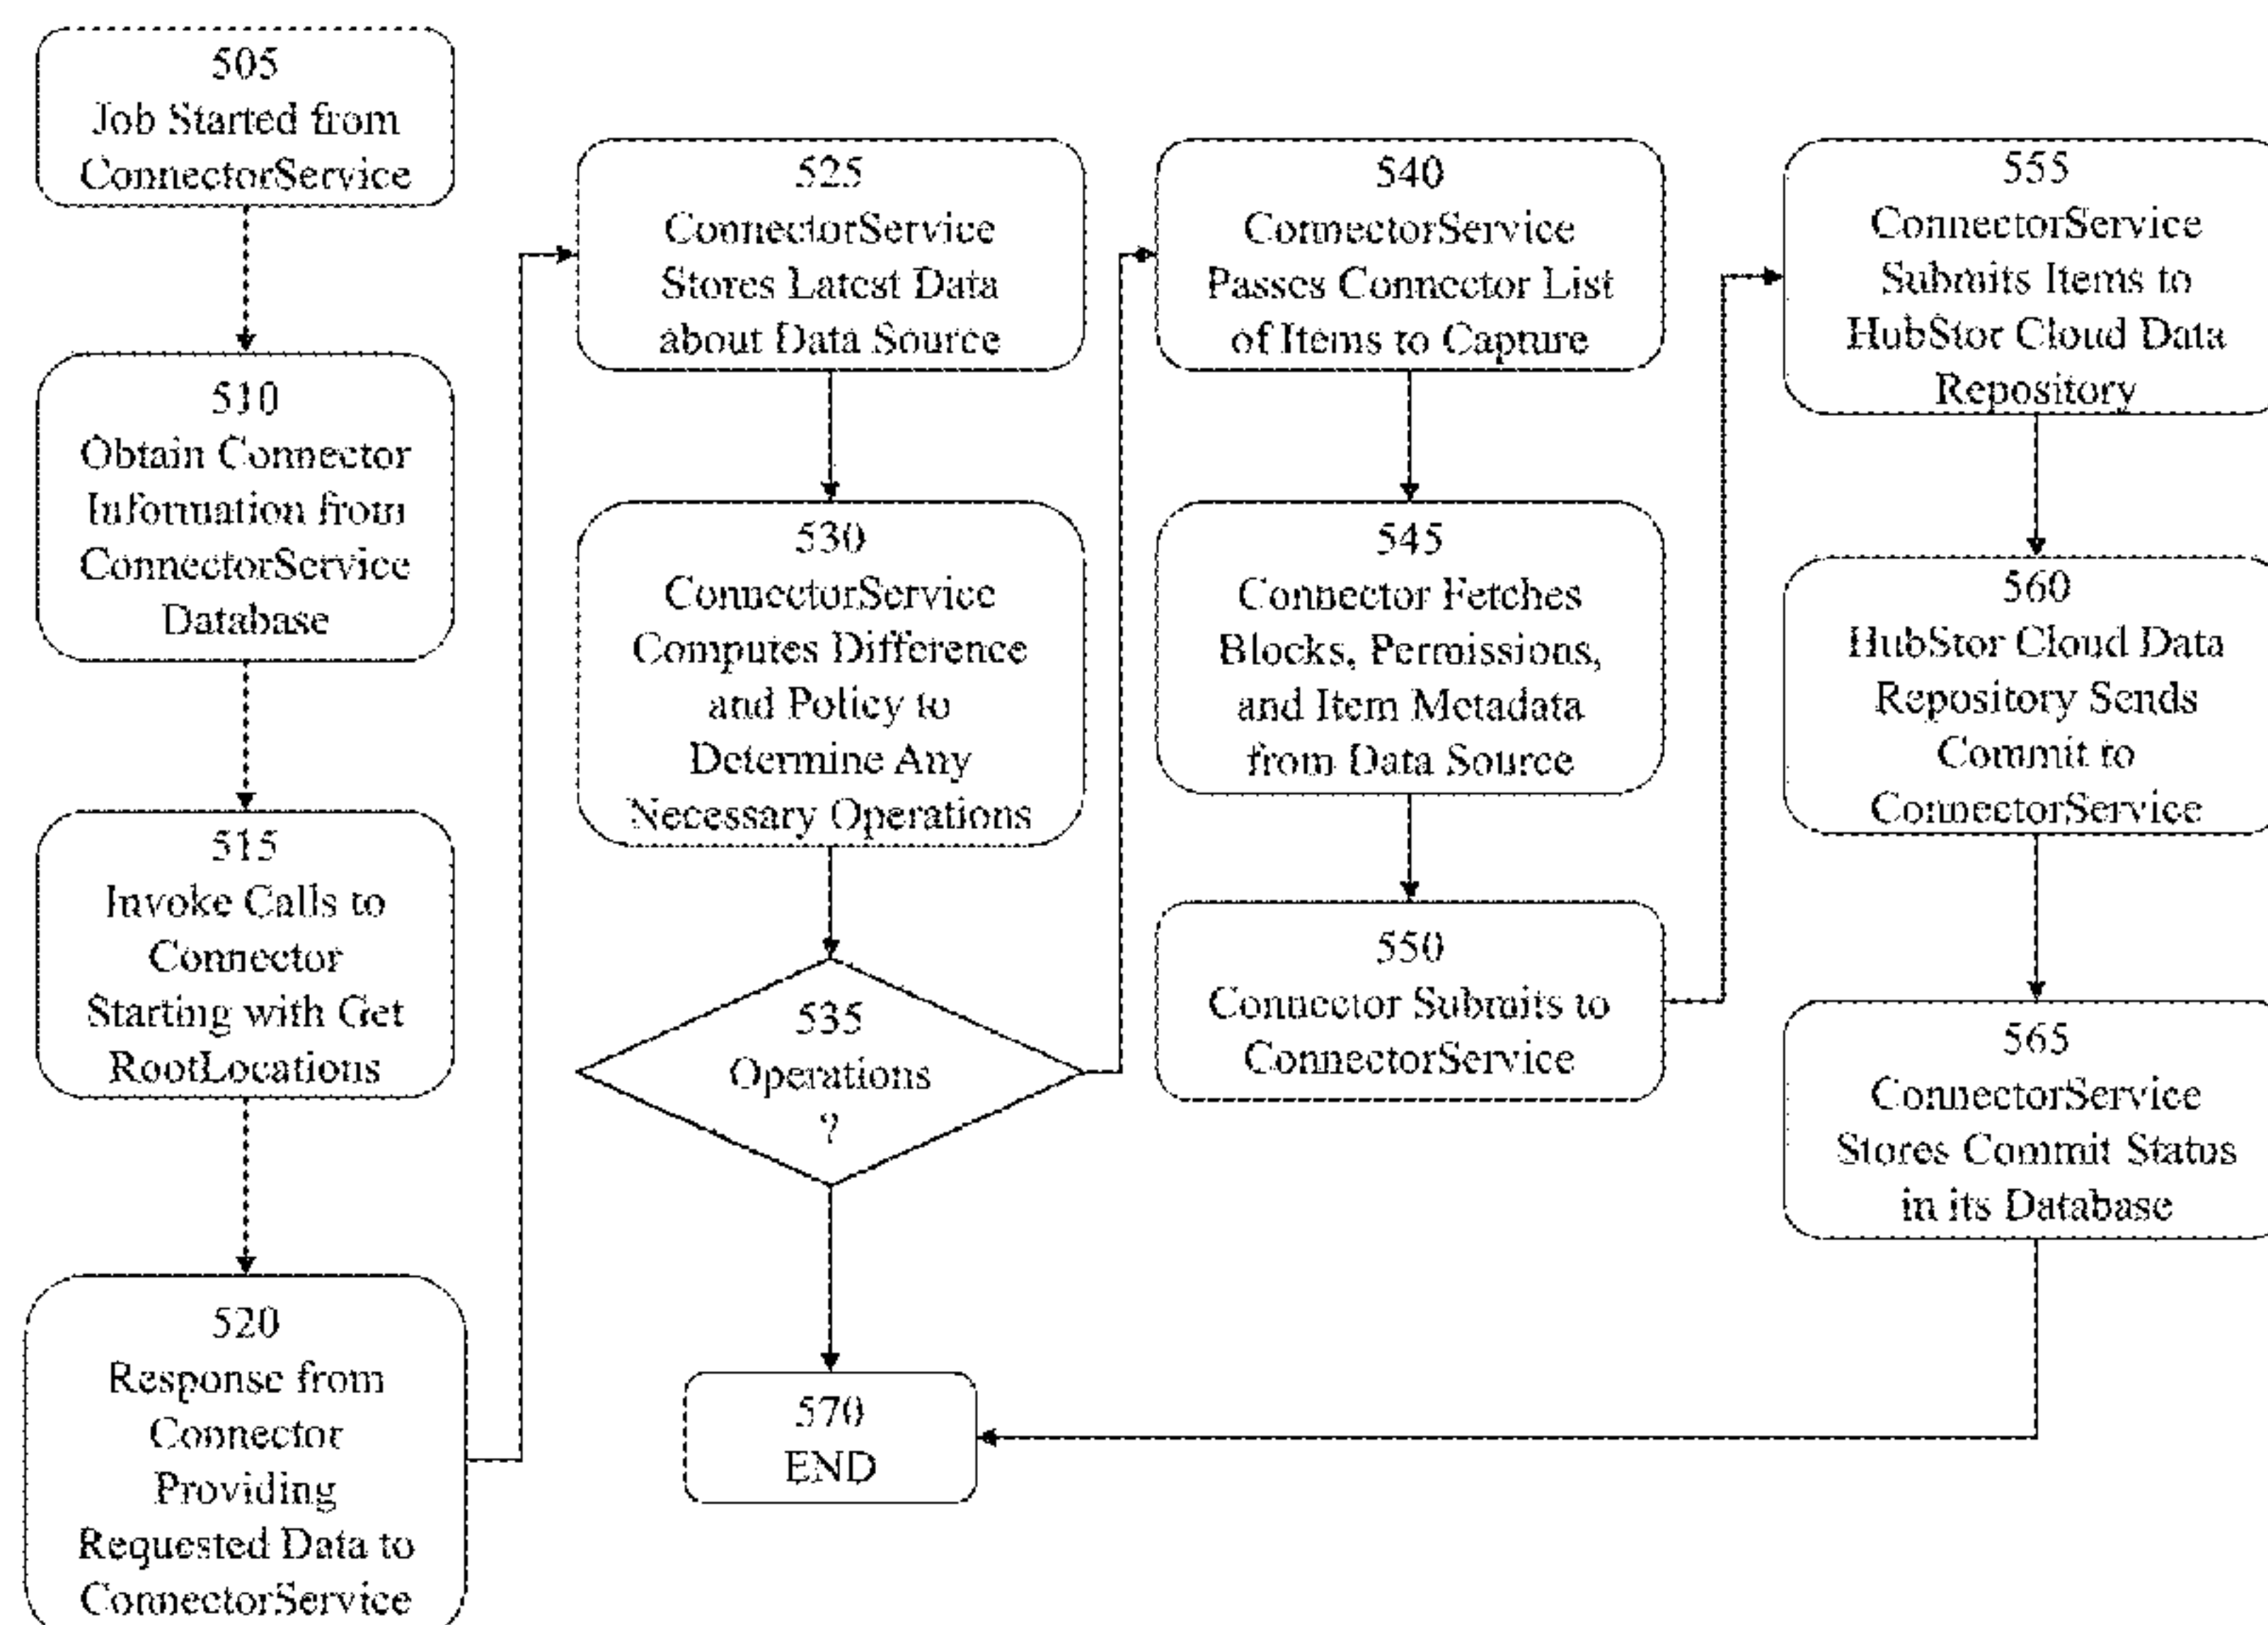 505
Job Started from
ConnectorService
510
Obtain Connector
Information from
ConnectorService
Database
515
Invoke Calls to
Connector
Starting with Get
RootLocations
520
Response from
Connector
Providing
Requested Data to
ConnectorService
525
ConnectorService
Stores Latest Data
about Data Source
530
ConnectorService
Computes Difference
and Policy to
Determine Any
Necessary Operations
535
Operations
?
570
END
540
ConnectorService
Passes Connector List
of Items to Capture
545
Connector Fetches
Blocks, Permissions,
and Item Metadata
from Data Source
550
Connector Submits to
ConnectorService
555
ConnectorService
Submits Items to
HubStor Cloud Data
Repository
560
HubStor Cloud Data
Repository Sends
Commit to
ConnectorService
565
ConnectorService
Stores Commit Status
in its Database